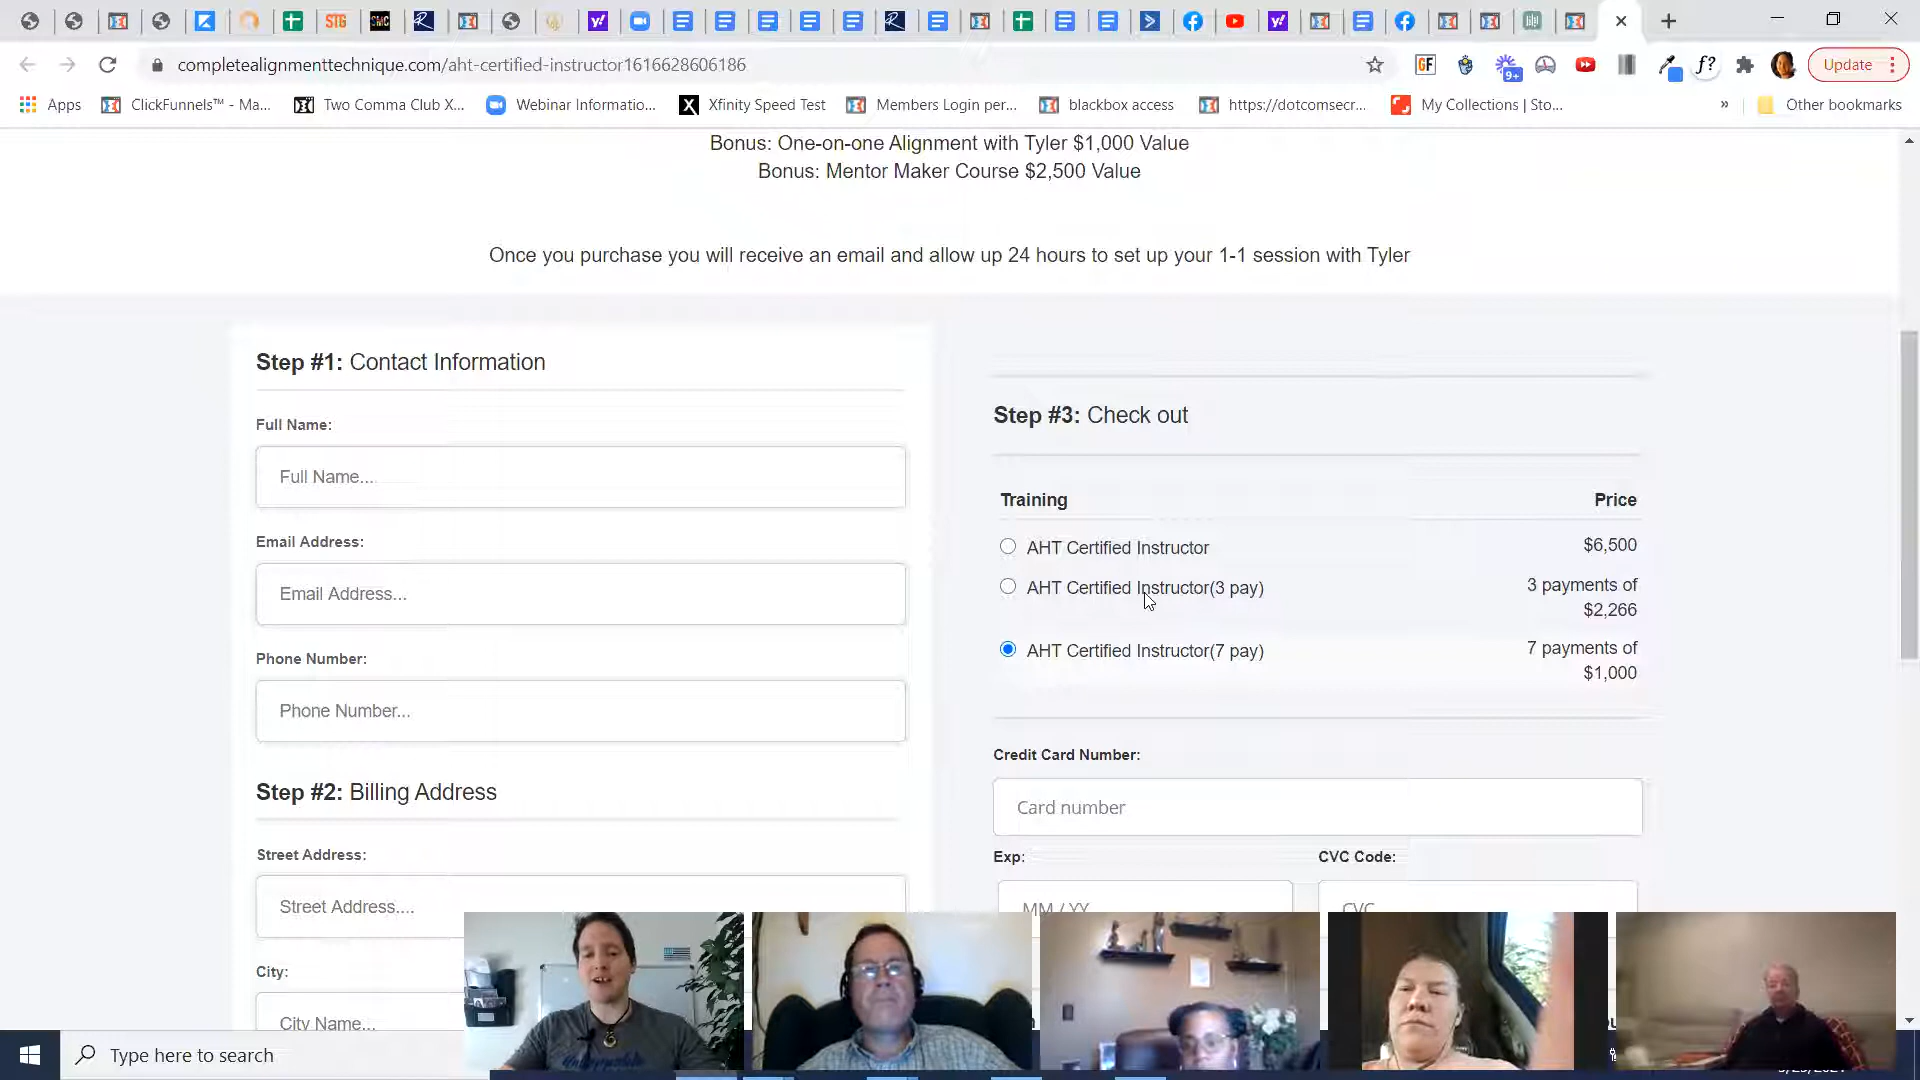 completealignmenttechnique.com/aht-certified-instructor1616628606186
Update
Apps
ClickFunnels™ - Ma...
Two Comma Club X...
Webinar Informatio...
Xfinity Speed Test
Members Login per...
blackbox access
https://dotcomsecr...
My Collections | Sto...
»
Other bookmarks
Bonus: One-on-one Alignment with Tyler $1,000 Value
Bonus: Mentor Maker Course $2,500 Value
Once you purchase you will receive an email and allow up 24 hours to set up your 1-1 session with Tyler
Step #1: Contact Information
Full Name:
Full Name...
Email Address:
Email Address...
Phone Number:
Phone Number...
Step #2: Billing Address
Street Address:
Street Address....
City:
City Name...
Step #3: Check out
Training Price
AHT Certified Instructor $6,500
AHT Certified Instructor(3 pay) 3 payments of
$2,266
AHT Certified Instructor(7 pay) 7 payments of
$1,000
Credit Card Number:
Card number
Exp: CVC Code:
MM / YY CVC
Type here to search